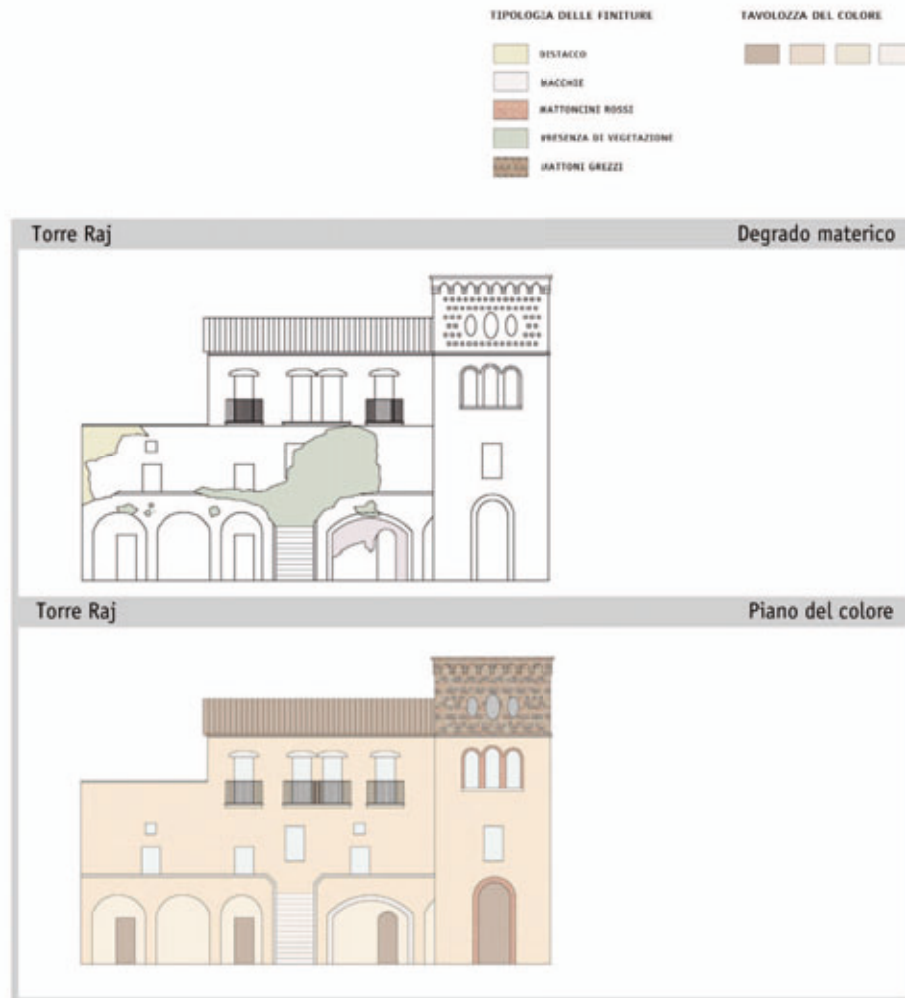 TIPOLOGIA DELLE FINITURE
TAVOLOZZA DEL COLORE
DISTACCO
MACCHIE
MATTONCINI ROSSI
PRESENZA DI VEGETAZIONE
MATTONI GREZZI
Torre Raj
Degrado materico
Torre Raj
Piano del colore